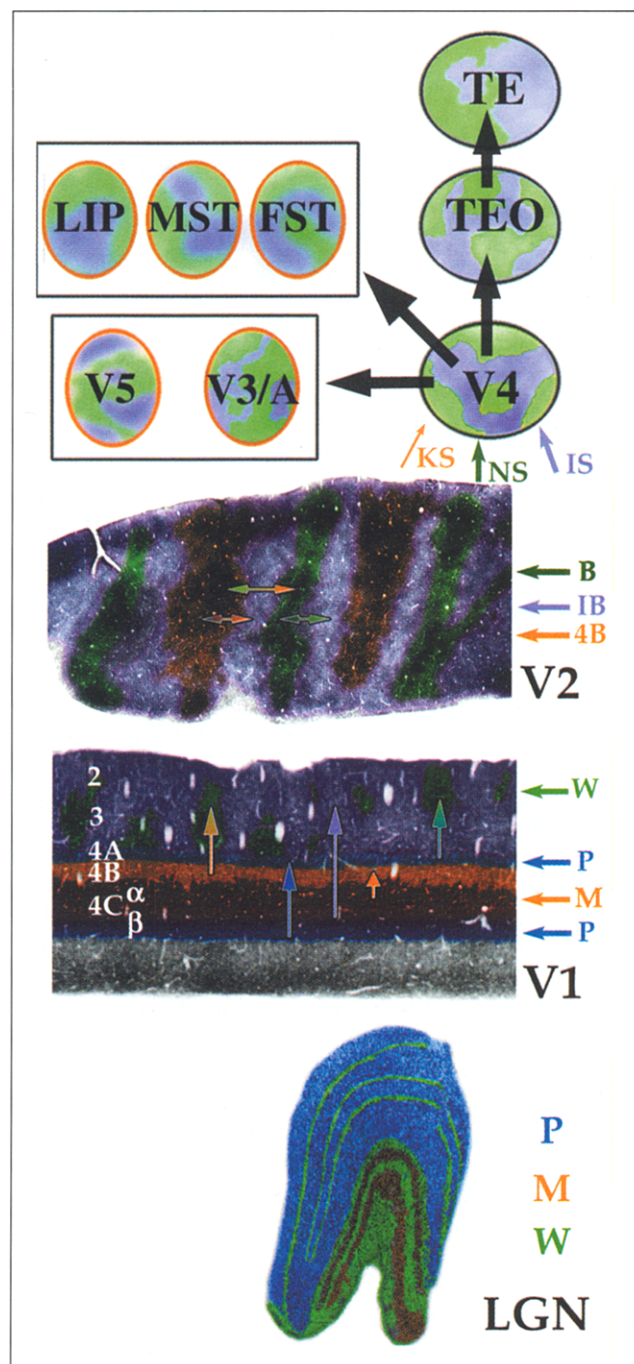 TE
LIP MST FST
TEO
V5 V3/A
V4
KS NS IS
B
IB
4B
V2
2
W
3
4A
P
4B
M
4C α
β
P
V1
P
M
W
LGN